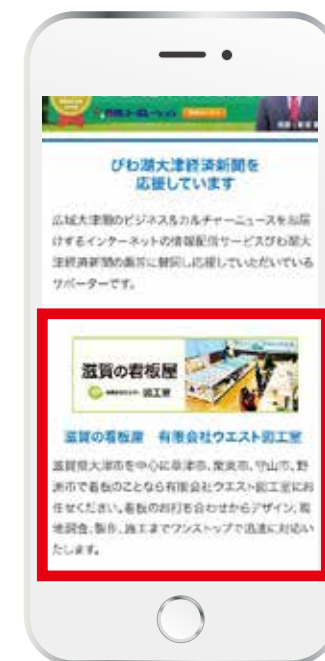 びわ湖大津経済新聞を
応援しています
広域大津圏のビジネス&カルチャーニュースをお届
けするインターネットの情報配信サービスびわ湖大
津経済新聞の趣旨に賛同し応援していただいている
サポーターです。
滋賀の看板屋
図工室
滋賀の看板屋 有限会社ウエスト図工室
滋賀県大津市を中心に草津市、栗東市、守山市、野
洲市で看板のことなら有限会社ウエスト図工室にお
任せください。看板のお打ち合わせからデザイン、現
地調査、製作、施工までワンストップで迅速に対応い
たします。